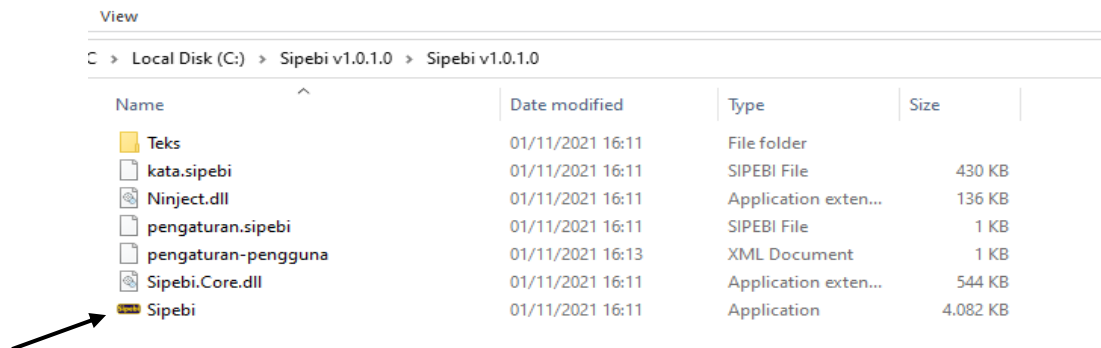 View
C > Local Disk (C:) > Sipebi v1.0.1.0 > Sipebi v1.0.1.0
Name Date modified Type Size
Teks 01/11/2021 16:11 File folder
kata.sipebi 01/11/2021 16:11 SIPEBI File 430 KB
Ninject.dll 01/11/2021 16:11 Application exten... 136 KB
pengaturan.sipebi 01/11/2021 16:11 SIPEBI File 1 KB
pengaturan-pengguna 01/11/2021 16:13 XML Document 1 KB
Sipebi.Core.dll 01/11/2021 16:11 Application exten... 544 KB
Sipebi Sipebi 01/11/2021 16:11 Application 4.082 KB